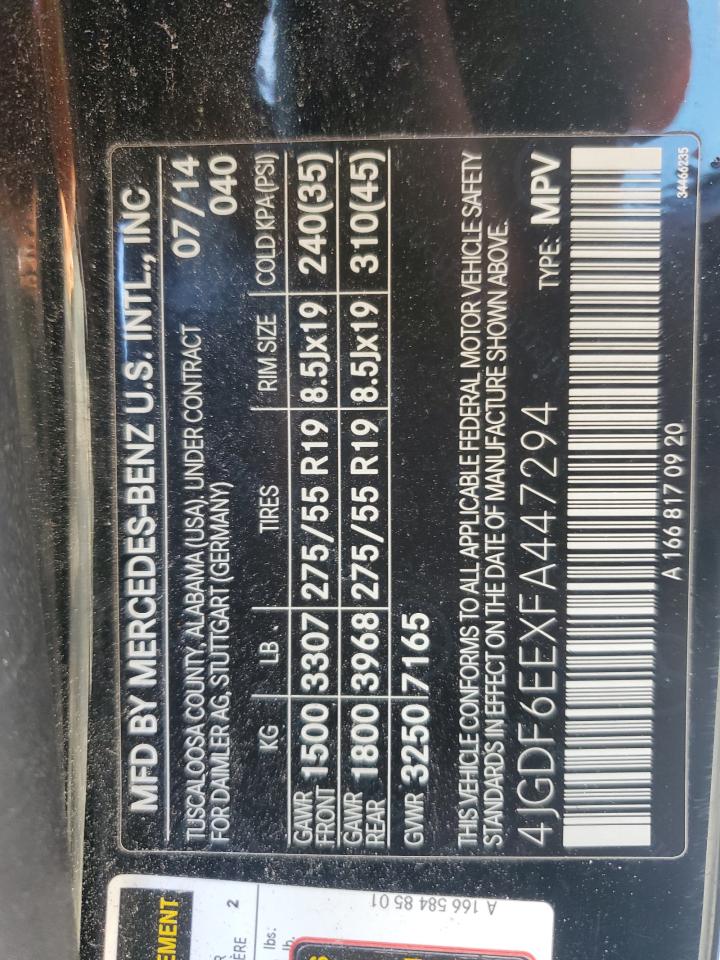 MFD BY MERCEDES-BENZ U.S. INTL., INC
TUSCALOOSA COUNTY, ALABAMA (USA), UNDER CONTRACT 07/14
FOR DAIMLER AG, STUTTGART (GERMANY) 040
KG LB TIRES RIM SIZE COLD KPA(PSI)
GAWR FRONT 1500 3307 275/55 R19 8.5Jx19 240(35)
GAWR REAR 1800 3968 275/55 R19 8.5Jx19 310(45)
GWR 3250 7165
THIS VEHICLE CONFORMS TO ALL APPLICABLE FEDERAL MOTOR VEHICLE SAFETY
STANDARDS IN EFFECT ON THE DATE OF MANUFACTURE SHOWN ABOVE.
4JGDF6EEXFA447294 TYPE: MPV
A 166 817 09 20
34466235
EMENT
ÈRE 2
lbs:
lb.
A 166 584 85 01